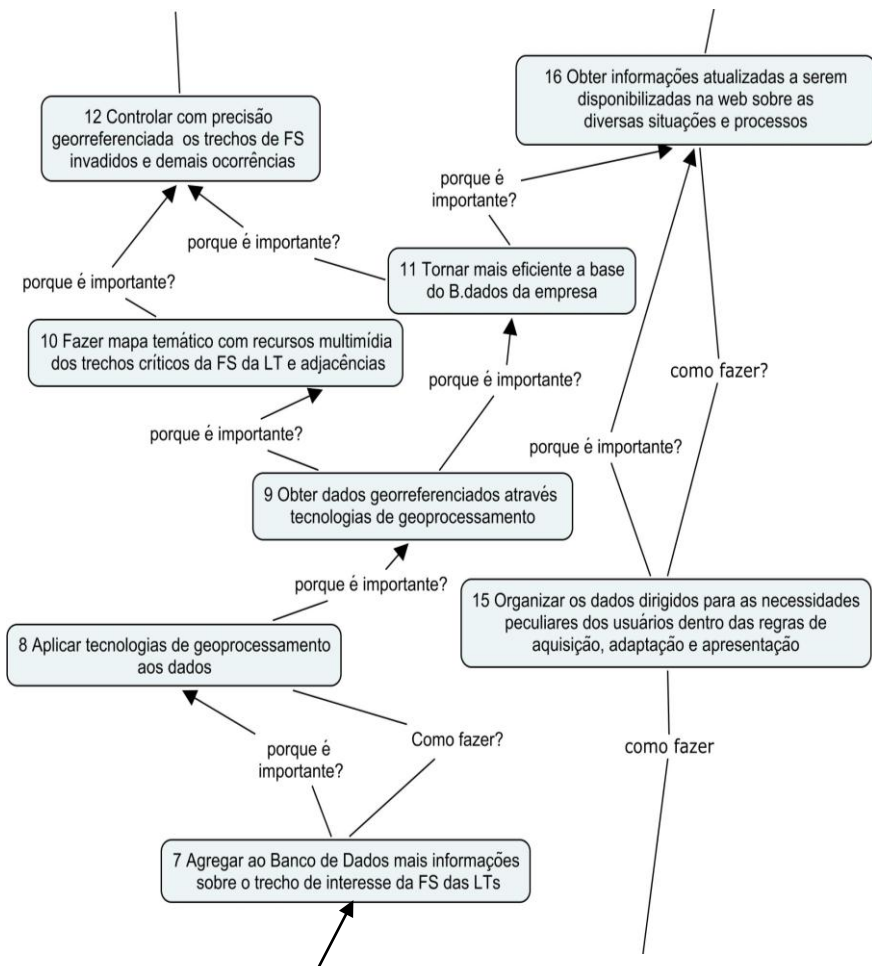 16 Obter informações atualizadas a serem
disponibilizadas na web sobre as
diversas situações e processos
12 Controlar com precisão
georreferenciada os trechos de FS
invadidos e demais ocorrências
porque é
importante?
porque é importante?
11 Tornar mais eficiente a base
do B.dados da empresa
porque é importante?
10 Fazer mapa temático com recursos multimídia
dos trechos críticos da FS da LT e adjacências
como fazer?
porque é importante?
porque é importante?
porque é importante?
9 Obter dados georreferenciados através
tecnologias de geoprocessamento
porque é importante?
15 Organizar os dados dirigidos para as necessidades
peculiares dos usuários dentro das regras de
aquisição, adaptação e apresentação
8 Aplicar tecnologias de geoprocessamento
aos dados
Como fazer?
como fazer
porque é
importante?
7 Agregar ao Banco de Dados mais informações
sobre o trecho de interesse da FS das LTs